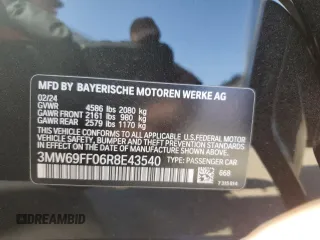 MFD BY BAYERISCHE MOTOREN WERKE AG
02/24
GVWR 4586 lbs 2080 kg
GAWR FRONT 2161 lbs 980 kg
GAWR REAR 2579 lbs 1170 kg
THIS VEHICLE CONFORMS TO ALL APPLICABLE U.S. FEDERAL MOTOR
VEHICLE SAFETY, BUMPER, AND THEFT PREVENTION STANDARDS IN
EFFECT ON THE DATE OF MANUFACTURE SHOWN ABOVE.
3MW69FF06R8E43540 TYPE: PASSENGER CAR
668